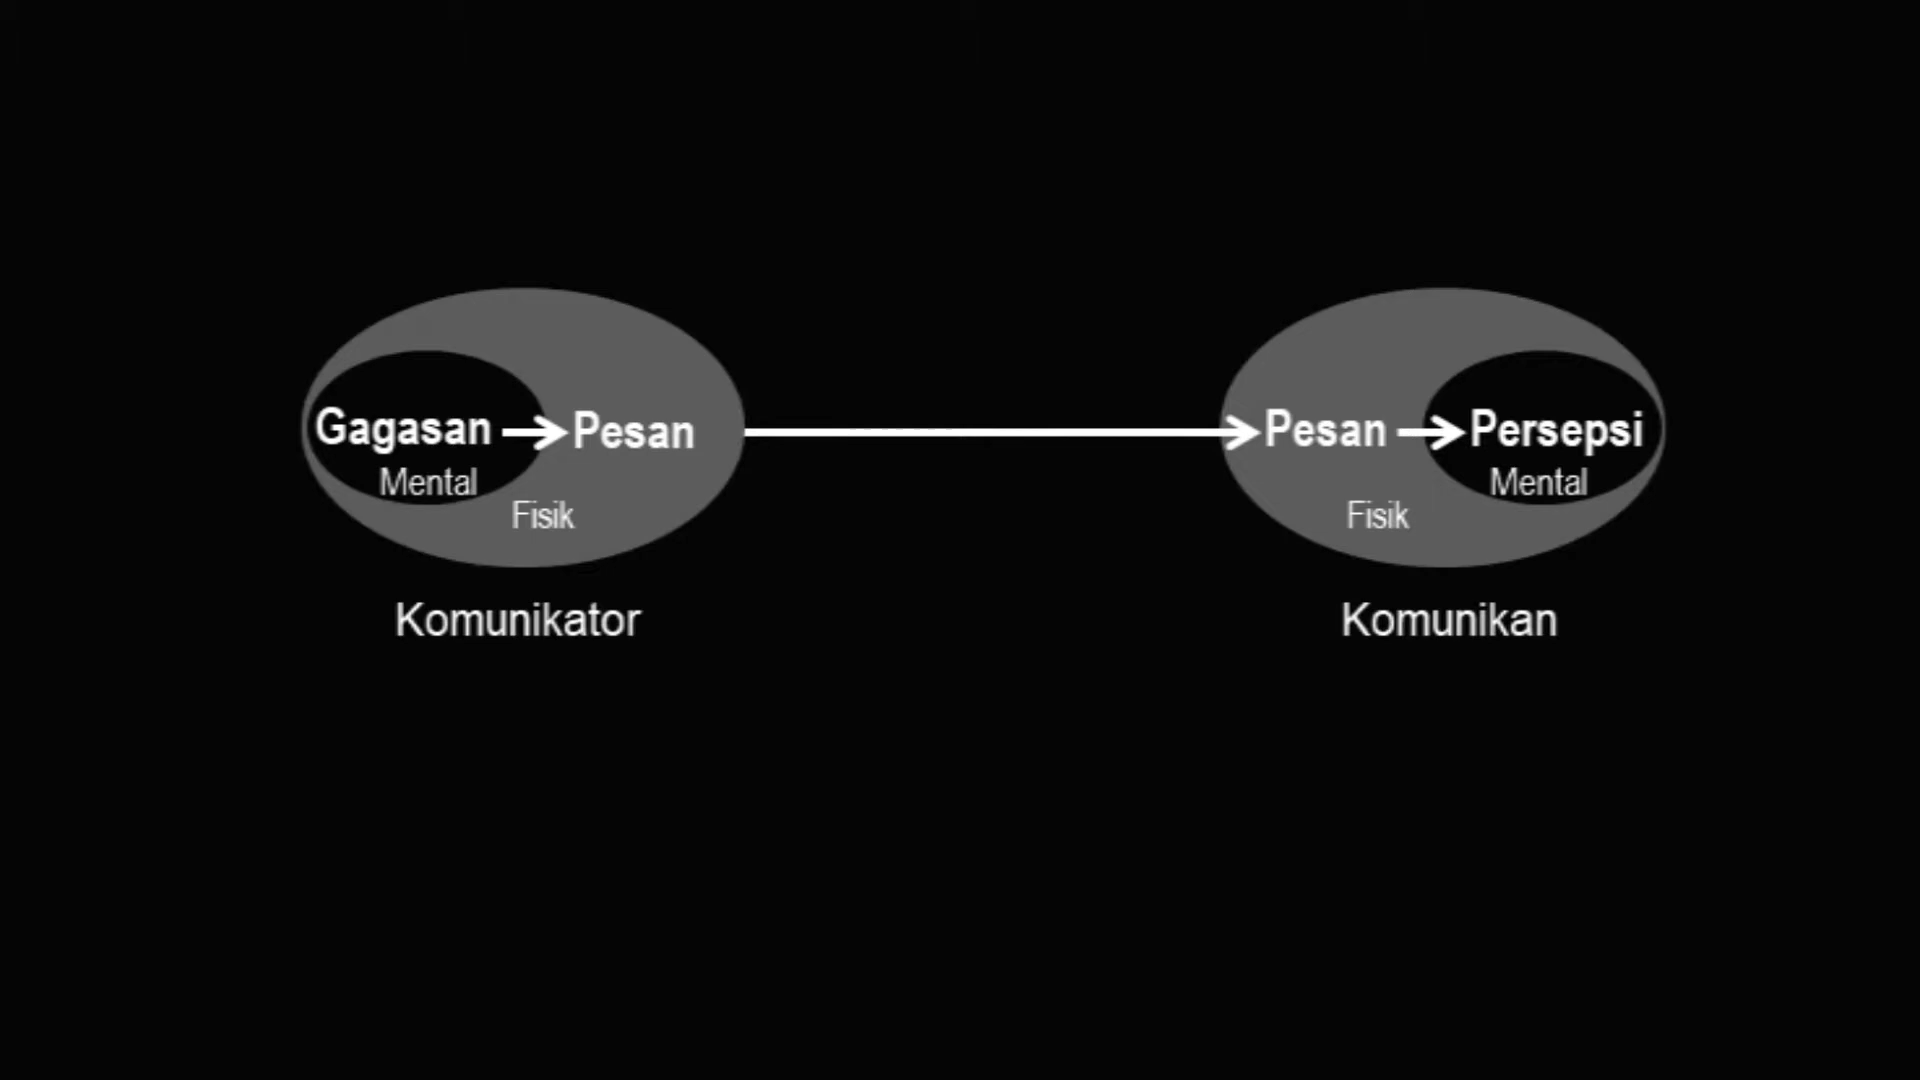 Gagasan Pesan Pesan Persepsi
Mental Mental
Fisik Fisik
Komunikator Komunikan